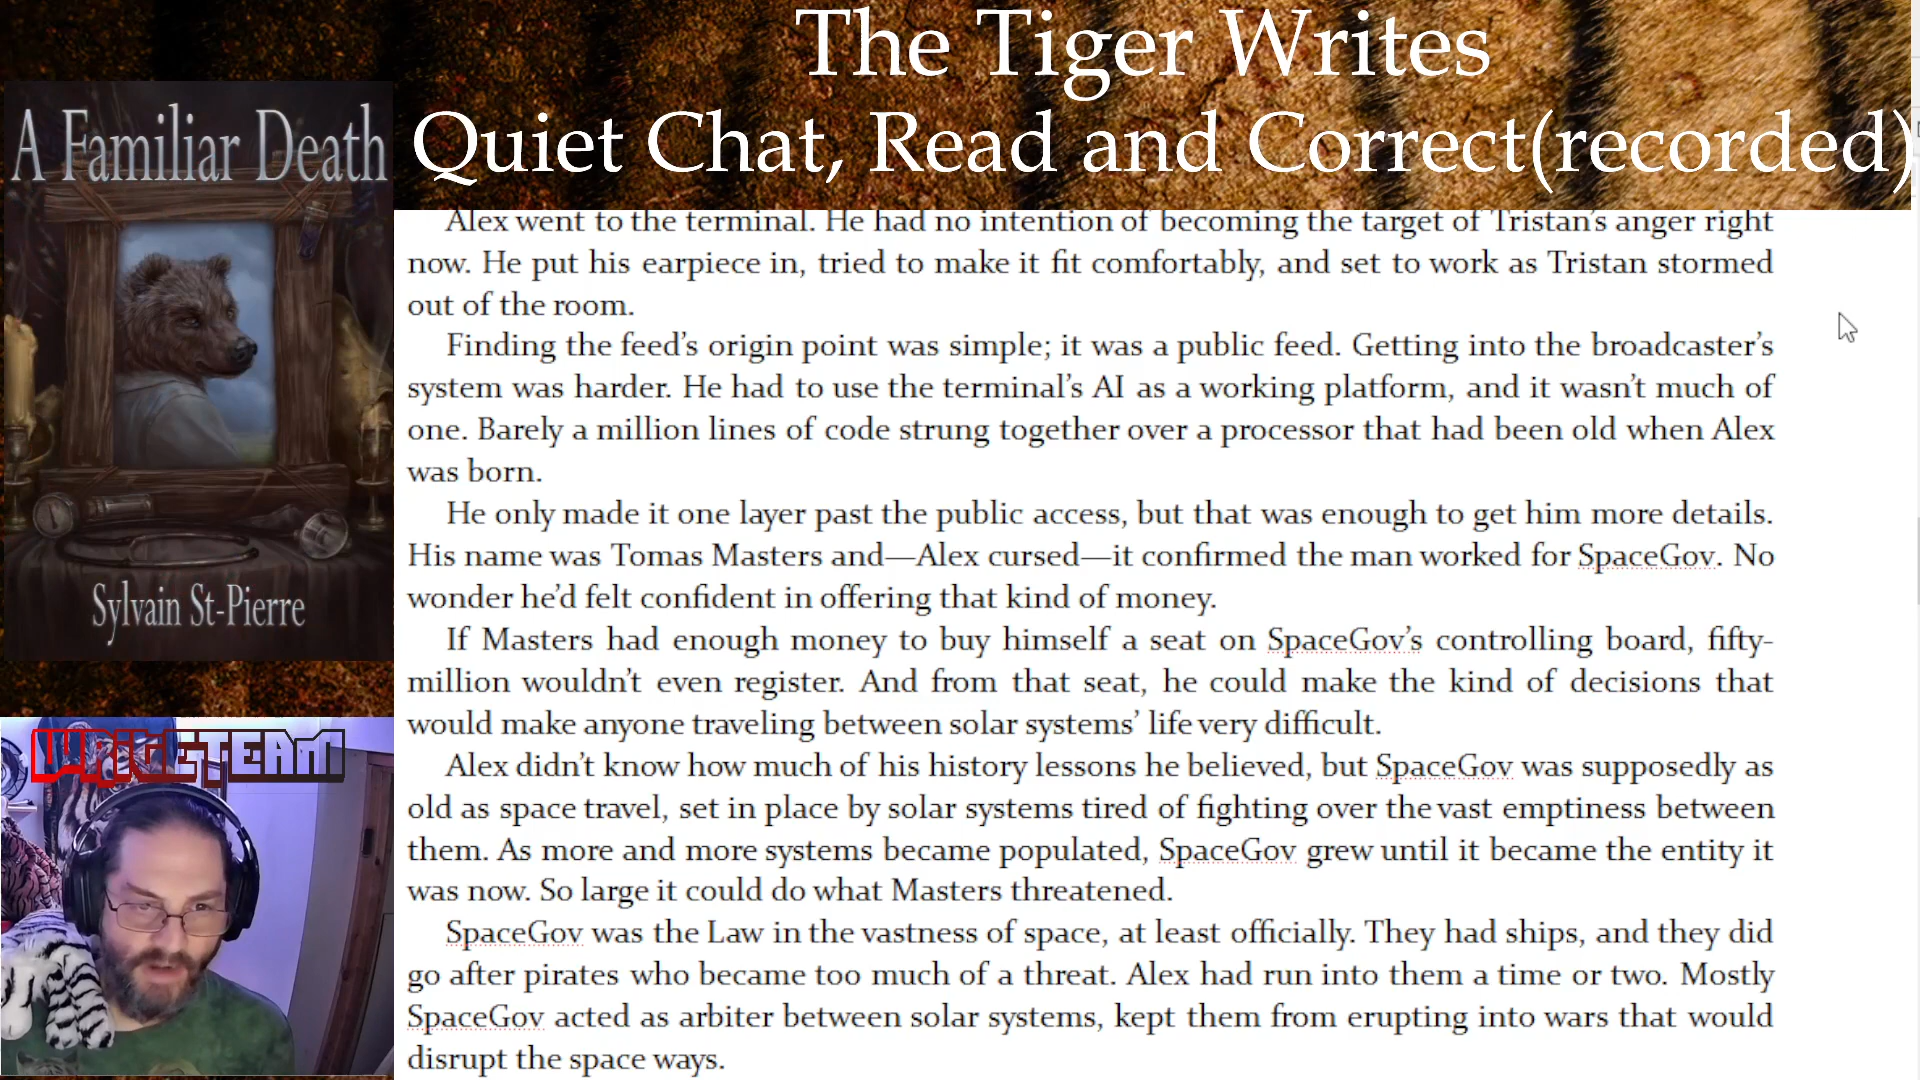 The Tiger Writes
Quiet Chat, Read and Correct(recorded)
A Familiar Death
Sylvain St-Pierre
WRITETEAM
Alex went to the terminal. He had no intention of becoming the target of Tristan's anger right
now. He put his earpiece in, tried to make it fit comfortably, and set to work as Tristan stormed
out of the room.
Finding the feed's origin point was simple; it was a public feed. Getting into the broadcaster's
system was harder. He had to use the terminal's AI as a working platform, and it wasn't much of
one. Barely a million lines of code strung together over a processor that had been old when Alex
was born.
He only made it one layer past the public access, but that was enough to get him more details.
His name was Tomas Masters and—Alex cursed—it confirmed the man worked for SpaceGov. No
wonder he'd felt confident in offering that kind of money.
If Masters had enough money to buy himself a seat on SpaceGov's controlling board, fifty-
million wouldn't even register. And from that seat, he could make the kind of decisions that
would make anyone traveling between solar systems' life very difficult.
Alex didn't know how much of his history lessons he believed, but SpaceGov was supposedly as
old as space travel, set in place by solar systems tired of fighting over the vast emptiness between
them. As more and more systems became populated, SpaceGov grew until it became the entity it
was now. So large it could do what Masters threatened.
SpaceGov was the Law in the vastness of space, at least officially. They had ships, and they did
go after pirates who became too much of a threat. Alex had run into them a time or two. Mostly
SpaceGov acted as arbiter between solar systems, kept them from erupting into wars that would
disrupt the space ways.